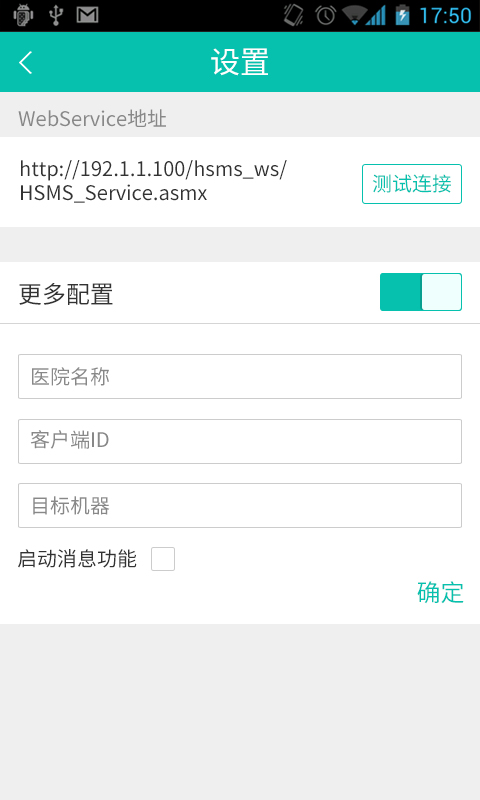 17:50
设置
WebService地址
http://192.1.1.100/hsms_ws/
HSMS_Service.asmx
测试连接
更多配置
医院名称
客户端ID
目标机器
启动消息功能
确定